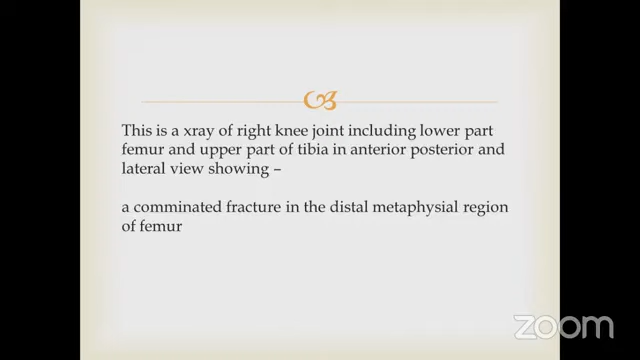 This is a xray of right knee joint including lower part
femur and upper part of tibia in anterior posterior and
lateral view showing –
a comminated fracture in the distal metaphysial region
of femur
zoom